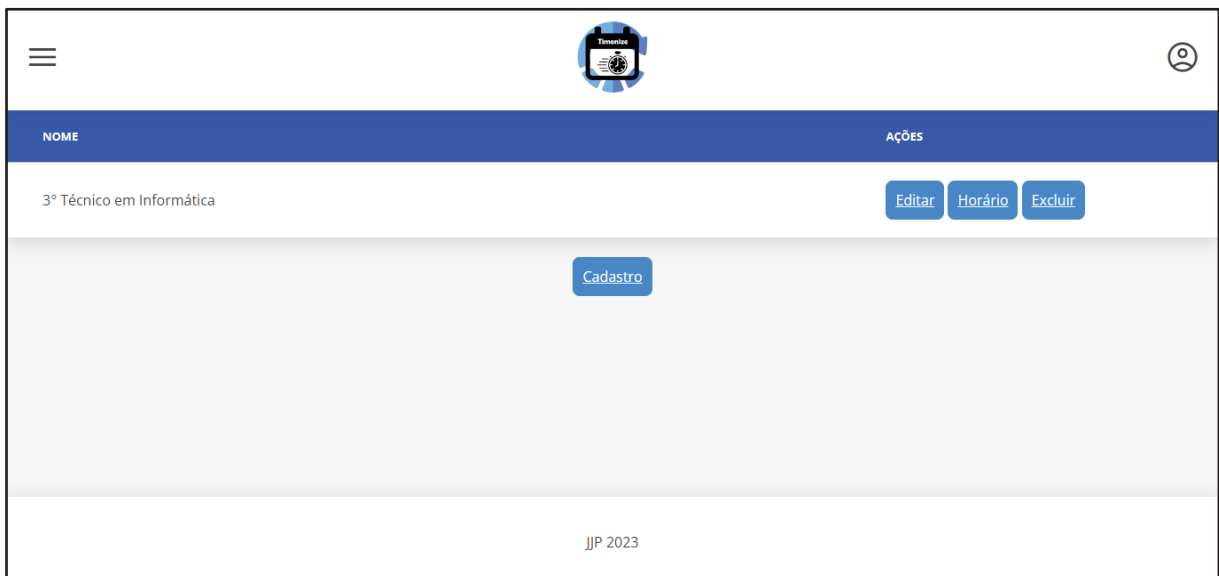 Timenize
NOME AÇÕES
3° Técnico em Informática Editar Horário Excluir
Cadastro
JJP 2023